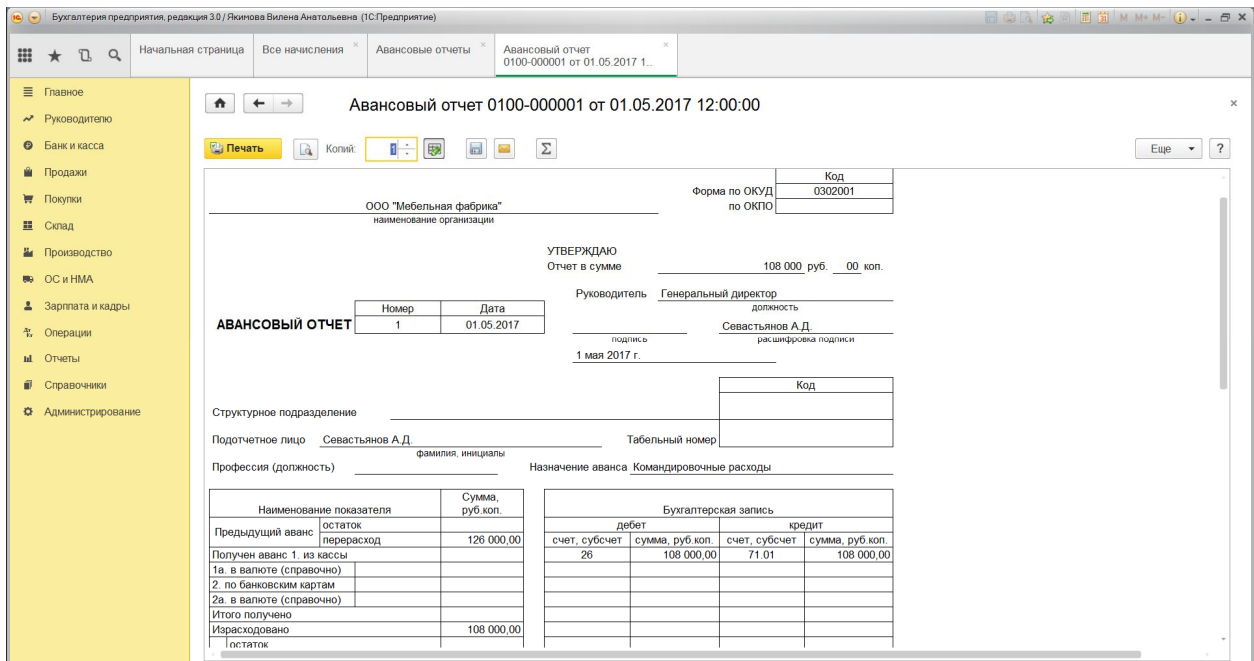 Бухгалтерия предприятия, редакция 3.0 / Якимова Вилена Анатольевна (1С:Предприятие)
M M+ M-
Начальная страница
Все начисления
Авансовые отчеты
Авансовый отчет
0100-000001 от 01.05.2017 1..
Главное
Руководителю
Банк и касса
Продажи
Покупки
Склад
Производство
ОС и НМА
Зарплата и кадры
Операции
Отчеты
Справочники
Администрирование
Авансовый отчет 0100-000001 от 01.05.2017 12:00:00
Печать
Копий:
1
Еще
?
Код
Форма по ОКУД 0302001
ООО "Мебельная фабрика" по ОКПО
наименование организации
УТВЕРЖДАЮ
Отчет в сумме 108 000 руб. 00 коп.
Руководитель Генеральный директор
должность
Номер Дата
АВАНСОВЫЙ ОТЧЕТ 1 01.05.2017
Севастьянов А.Д.
подпись расшифровка подписи
1 мая 2017 г.
Код
Структурное подразделение
Подотчетное лицо Севастьянов А.Д. Табельный номер
фамилия, инициалы
Профессия (должность) Назначение аванса Командировочные расходы
Наименование показателя Сумма, руб.коп. Бухгалтерская запись
Предыдущий аванс остаток дебет кредит
перерасход 126 000,00 счет, субсчет сумма, руб.коп. счет, субсчет сумма, руб.коп.
Получен аванс 1. из кассы 26 108 000,00 71.01 108 000,00
1а. в валюте (справочно)
2. по банковским картам
2а. в валюте (справочно)
Итого получено
Израсходовано 108 000,00
остаток